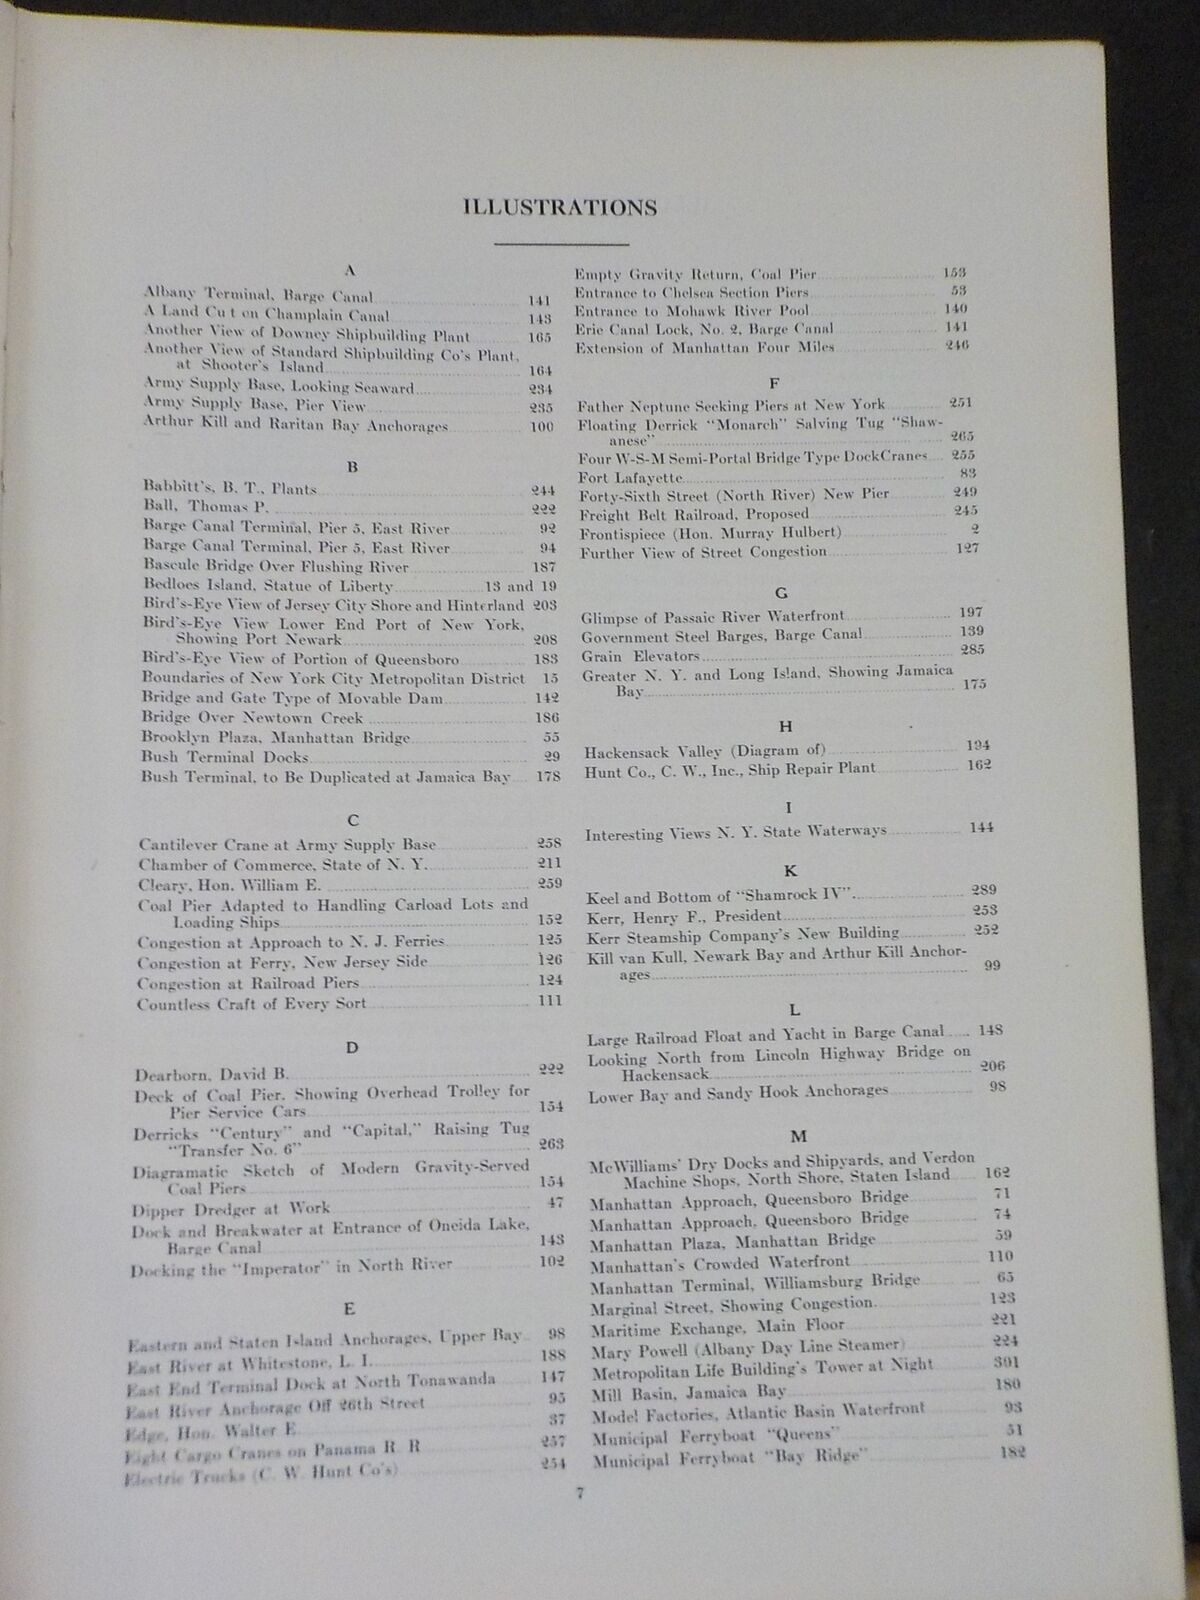 ILLUSTRATIONS
A
Albany Terminal, Barge Canal 141
A Land Cut on Champlain Canal 143
Another View of Downey Shipbuilding Plant 165
Another View of Standard Shipbuilding Co's Plant,
at Shooter's Island 164
Army Supply Base, Looking Seaward 234
Army Supply Base, Pier View 235
Arthur Kill and Raritan Bay Anchorages 100
B
Babbitt's, B. T., Plants 244
Ball, Thomas P. 222
Barge Canal Terminal, Pier 5, East River 92
Barge Canal Terminal, Pier 5, East River 94
Bascule Bridge Over Flushing River 187
Bedloes Island, Statue of Liberty 13 and 19
Bird's-Eye View of Jersey City Shore and Hinterland 203
Bird's-Eye View Lower End Port of New York,
Showing Port Newark 208
Bird's-Eye View of Portion of Queensboro 183
Boundaries of New York City Metropolitan District 15
Bridge and Gate Type of Movable Dam 142
Bridge Over Newtown Creek 186
Brooklyn Plaza, Manhattan Bridge 55
Bush Terminal Docks 29
Bush Terminal, to Be Duplicated at Jamaica Bay 178
C
Cantilever Crane at Army Supply Base 258
Chamber of Commerce, State of N. Y. 211
Cleary, Hon. William E. 259
Coal Pier Adapted to Handling Carload Lots and
Loading Ships 152
Congestion at Approach to N. J. Ferries 125
Congestion at Ferry, New Jersey Side 126
Congestion at Railroad Piers 124
Countless Craft of Every Sort 111
D
Dearborn, David B. 222
Deck of Coal Pier, Showing Overhead Trolley for
Pier Service Cars 154
Derricks "Century" and "Capital," Raising Tug
"Transfer No. 6" 263
Diagramatic Sketch of Modern Gravity-Served
Coal Piers 154
Dipper Dredger at Work 47
Dock and Breakwater at Entrance of Oneida Lake,
Barge Canal 143
Docking the "Imperator" in North River 102
E
Eastern and Staten Island Anchorages, Upper Bay 98
East River at Whitestone, L. I. 188
East End Terminal Dock at North Tonawanda 147
East River Anchorage Off 26th Street 95
Edge, Hon. Walter E. 37
Eight Cargo Cranes on Panama R. R. 257
Electric Trucks (C. W. Hunt Co's) 254
Empty Gravity Return, Coal Pier 153
Entrance to Chelsea Section Piers 53
Entrance to Mohawk River Pool 140
Erie Canal Lock, No. 2, Barge Canal 141
Extension of Manhattan Four Miles 246
F
Father Neptune Seeking Piers at New York 251
Floating Derrick "Monarch" Salving Tug "Shaw-
anese" 265
Four W-S-M Semi-Portal Bridge Type DockCranes 255
Fort Lafayette 83
Forty-Sixth Street (North River) New Pier 249
Freight Belt Railroad, Proposed 245
Frontispiece (Hon. Murray Hulbert) 2
Further View of Street Congestion 127
G
Glimpse of Passaic River Waterfront 197
Government Steel Barges, Barge Canal 139
Grain Elevators 285
Greater N. Y. and Long Island, Showing Jamaica
Bay 175
H
Hackensack Valley (Diagram of) 194
Hunt Co., C. W., Inc., Ship Repair Plant 162
I
Interesting Views N. Y. State Waterways 144
K
Keel and Bottom of "Shamrock IV". 289
Kerr, Henry F., President 253
Kerr Steamship Company's New Building 252
Kill van Kull, Newark Bay and Arthur Kill Anchor-
ages 99
L
Large Railroad Float and Yacht in Barge Canal 148
Looking North from Lincoln Highway Bridge on
Hackensack 206
Lower Bay and Sandy Hook Anchorages 98
M
McWilliams' Dry Docks and Shipyards, and Verdon
Machine Shops, North Shore, Staten Island 162
Manhattan Approach, Queensboro Bridge 71
Manhattan Approach, Queensboro Bridge 74
Manhattan Plaza, Manhattan Bridge 59
Manhattan's Crowded Waterfront 110
Manhattan Terminal, Williamsburg Bridge 65
Marginal Street, Showing Congestion. 123
Maritime Exchange, Main Floor 221
Mary Powell (Albany Day Line Steamer) 224
Metropolitan Life Building's Tower at Night 301
Mill Basin, Jamaica Bay 180
Model Factories, Atlantic Basin Waterfront 93
Municipal Ferryboat "Queens" 51
Municipal Ferryboat "Bay Ridge" 182
7